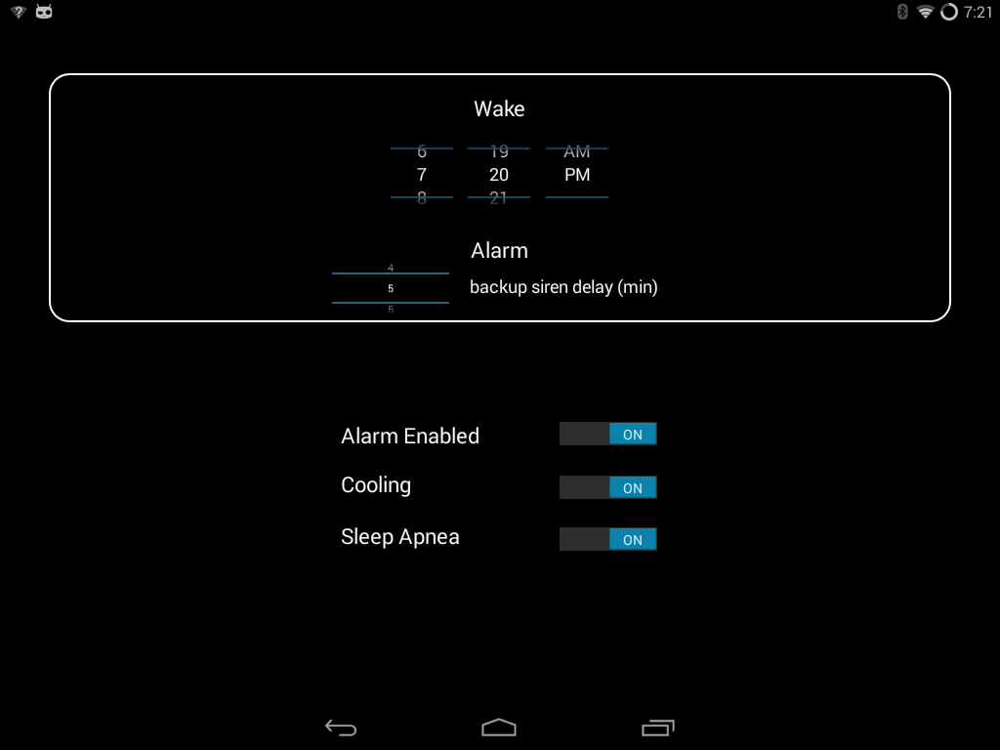 7:21
Wake
6 19 AM
7 20 PM
8 21
Alarm
4
5 backup siren delay (min)
6
Alarm Enabled ON
Cooling ON
Sleep Apnea ON